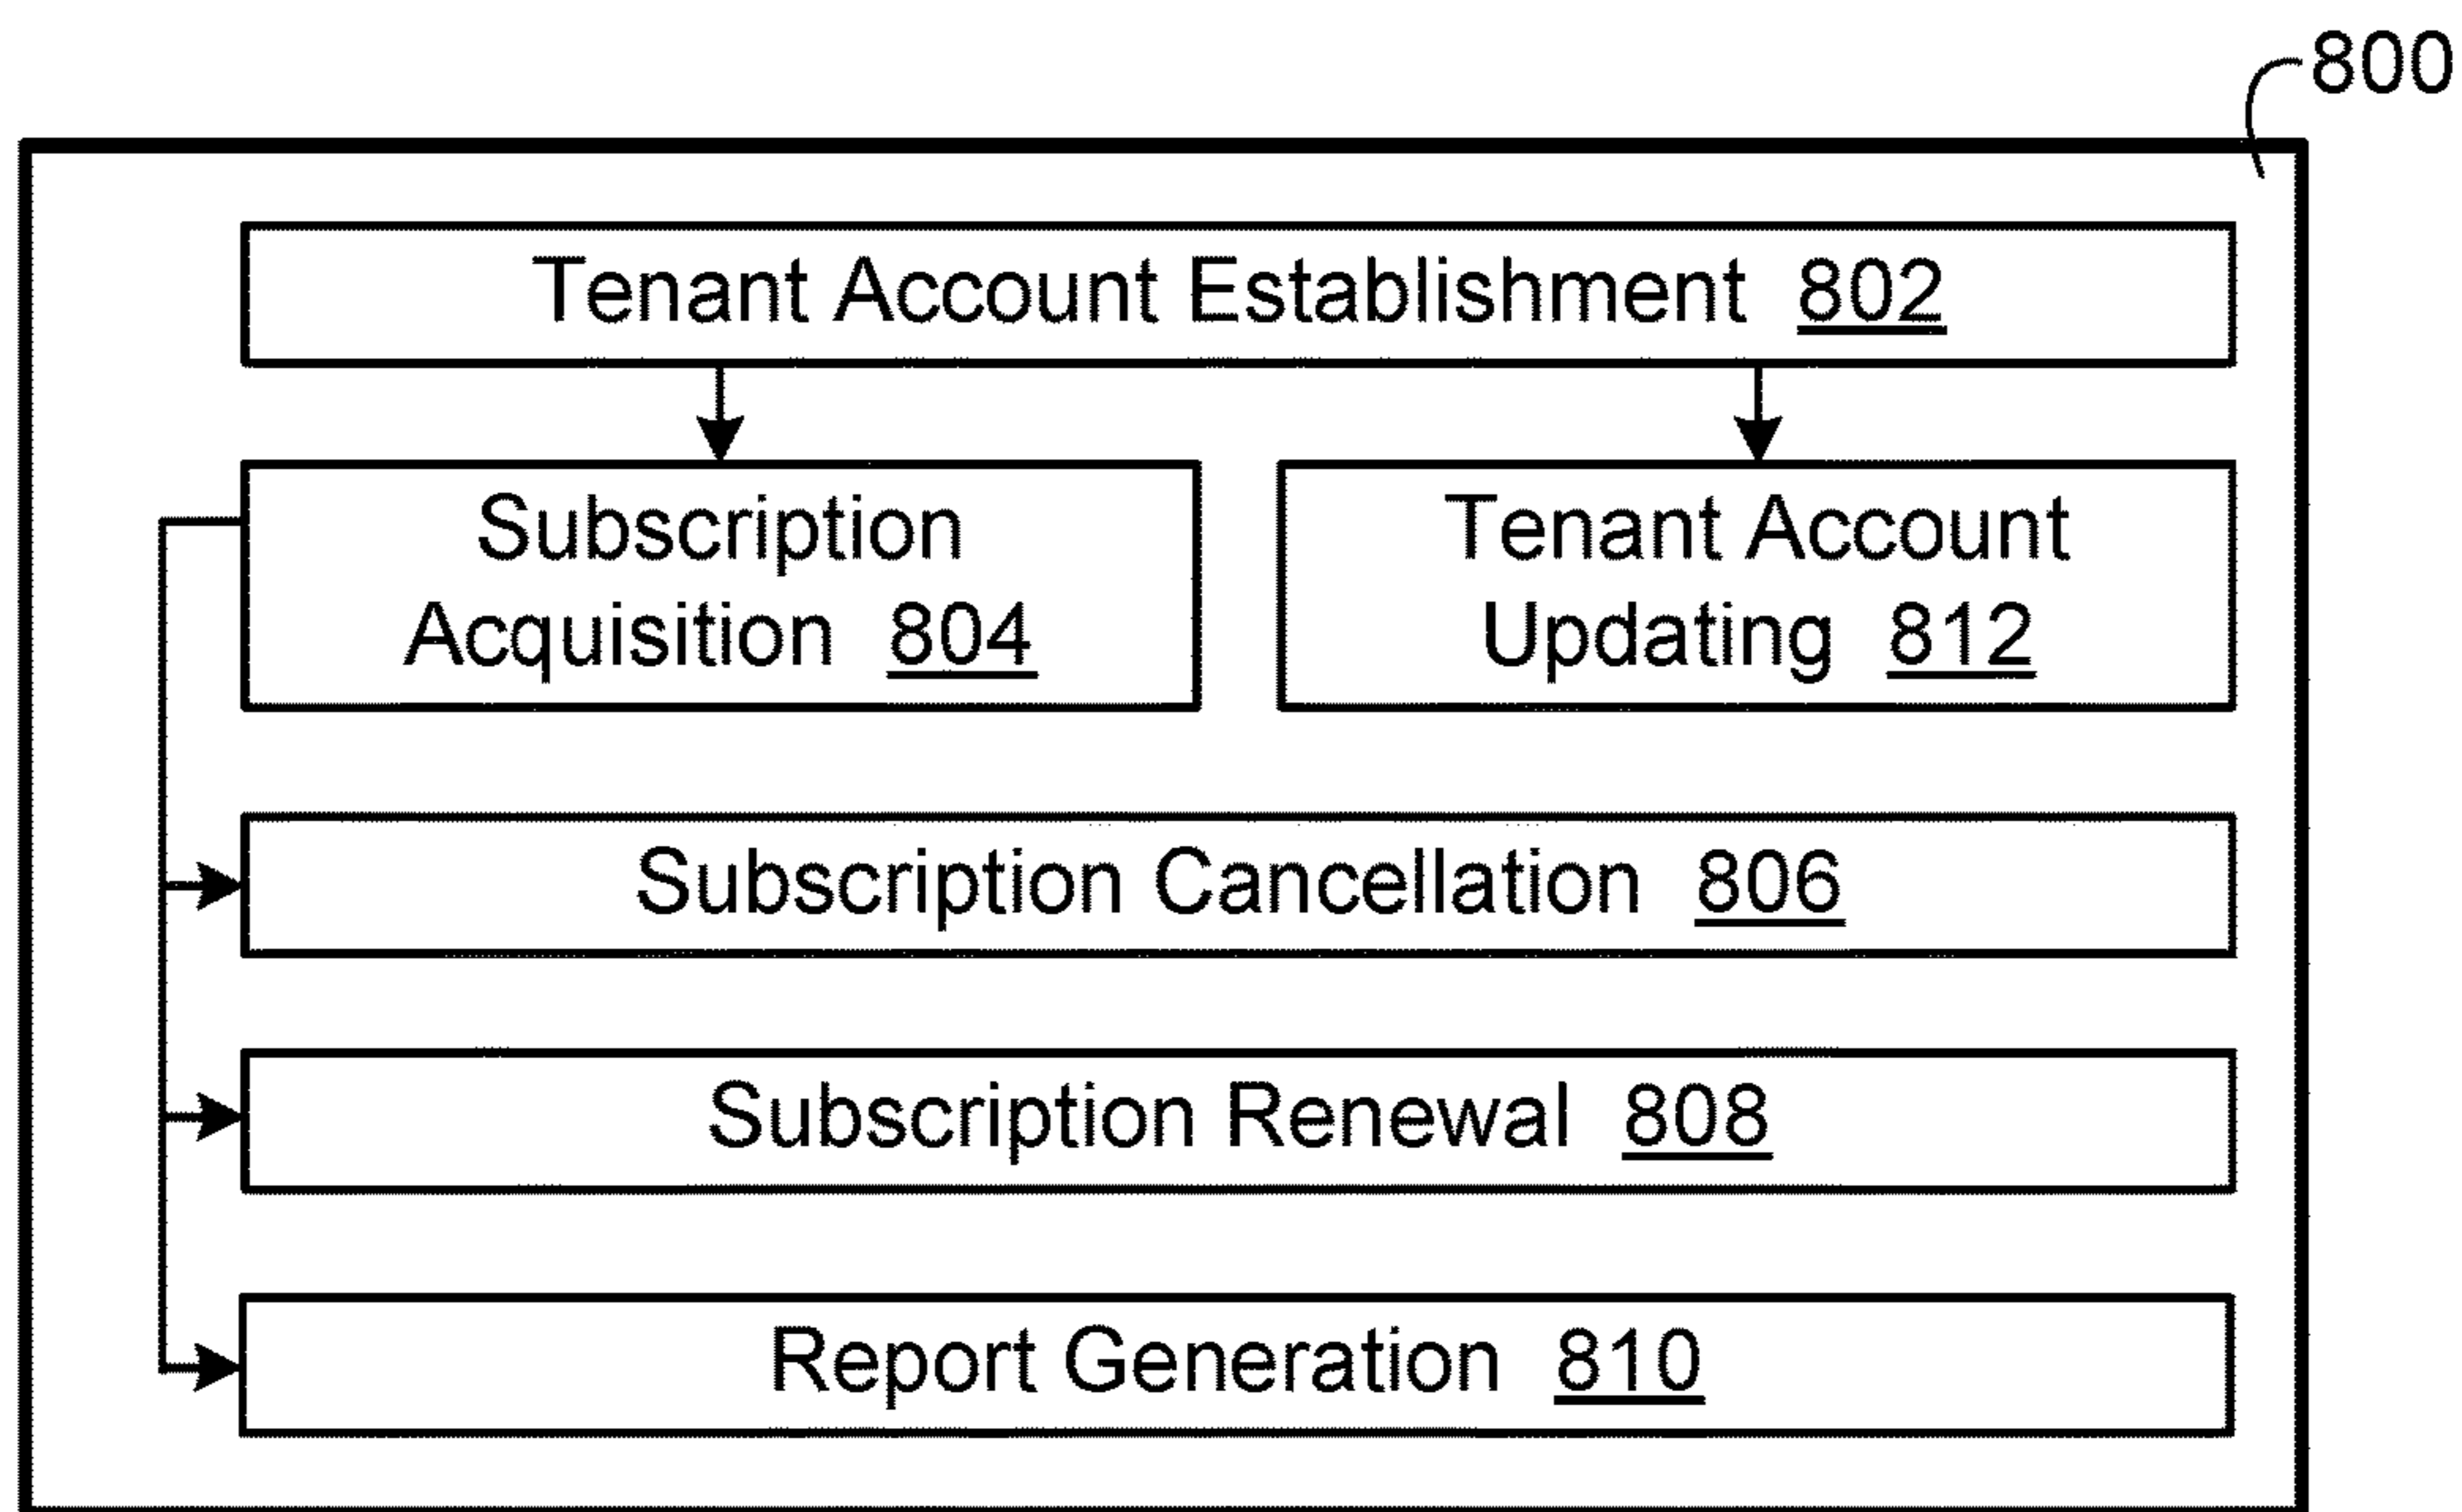 800
Tenant Account Establishment 802
Subscription
Acquisition 804
Tenant Account
Updating 812
Subscription Cancellation 806
Subscription Renewal 808
Report Generation 810